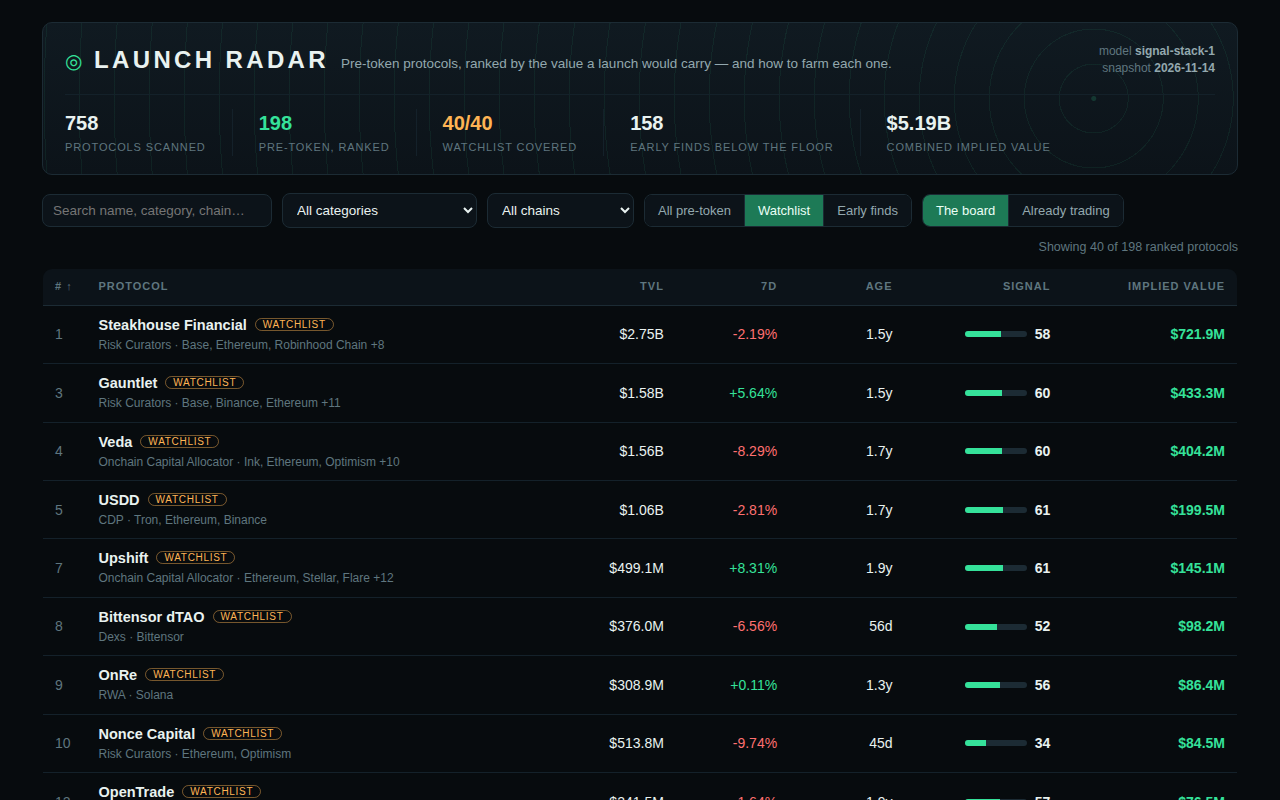 ◎ LAUNCH RADAR Pre-token protocols, ranked by the value a launch would carry — and how to farm each one.
model signal-stack-1
snapshot 2026-11-14
758 198 40/40 158 $5.19B
PROTOCOLS SCANNED PRE-TOKEN, RANKED WATCHLIST COVERED EARLY FINDS BELOW THE FLOOR COMBINED IMPLIED VALUE
Search name, category, chain… All categories All chains All pre-token Watchlist Early finds The board Already trading
Showing 40 of 198 ranked protocols
# ↑ PROTOCOL TVL 7D AGE SIGNAL IMPLIED VALUE
1 Steakhouse Financial WATCHLIST $2.75B -2.19% 1.5y 58 $721.9M
Risk Curators · Base, Ethereum, Robinhood Chain +8
3 Gauntlet WATCHLIST $1.58B +5.64% 1.5y 60 $433.3M
Risk Curators · Base, Binance, Ethereum +11
4 Veda WATCHLIST $1.56B -8.29% 1.7y 60 $404.2M
Onchain Capital Allocator · Ink, Ethereum, Optimism +10
5 USDD WATCHLIST $1.06B -2.81% 1.7y 61 $199.5M
CDP · Tron, Ethereum, Binance
7 Upshift WATCHLIST $499.1M +8.31% 1.9y 61 $145.1M
Onchain Capital Allocator · Ethereum, Stellar, Flare +12
8 Bittensor dTAO WATCHLIST $376.0M -6.56% 56d 52 $98.2M
Dexs · Bittensor
9 OnRe WATCHLIST $308.9M +0.11% 1.3y 56 $86.4M
RWA · Solana
10 Nonce Capital WATCHLIST $513.8M -9.74% 45d 34 $84.5M
Risk Curators · Ethereum, Optimism
OpenTrade WATCHLIST